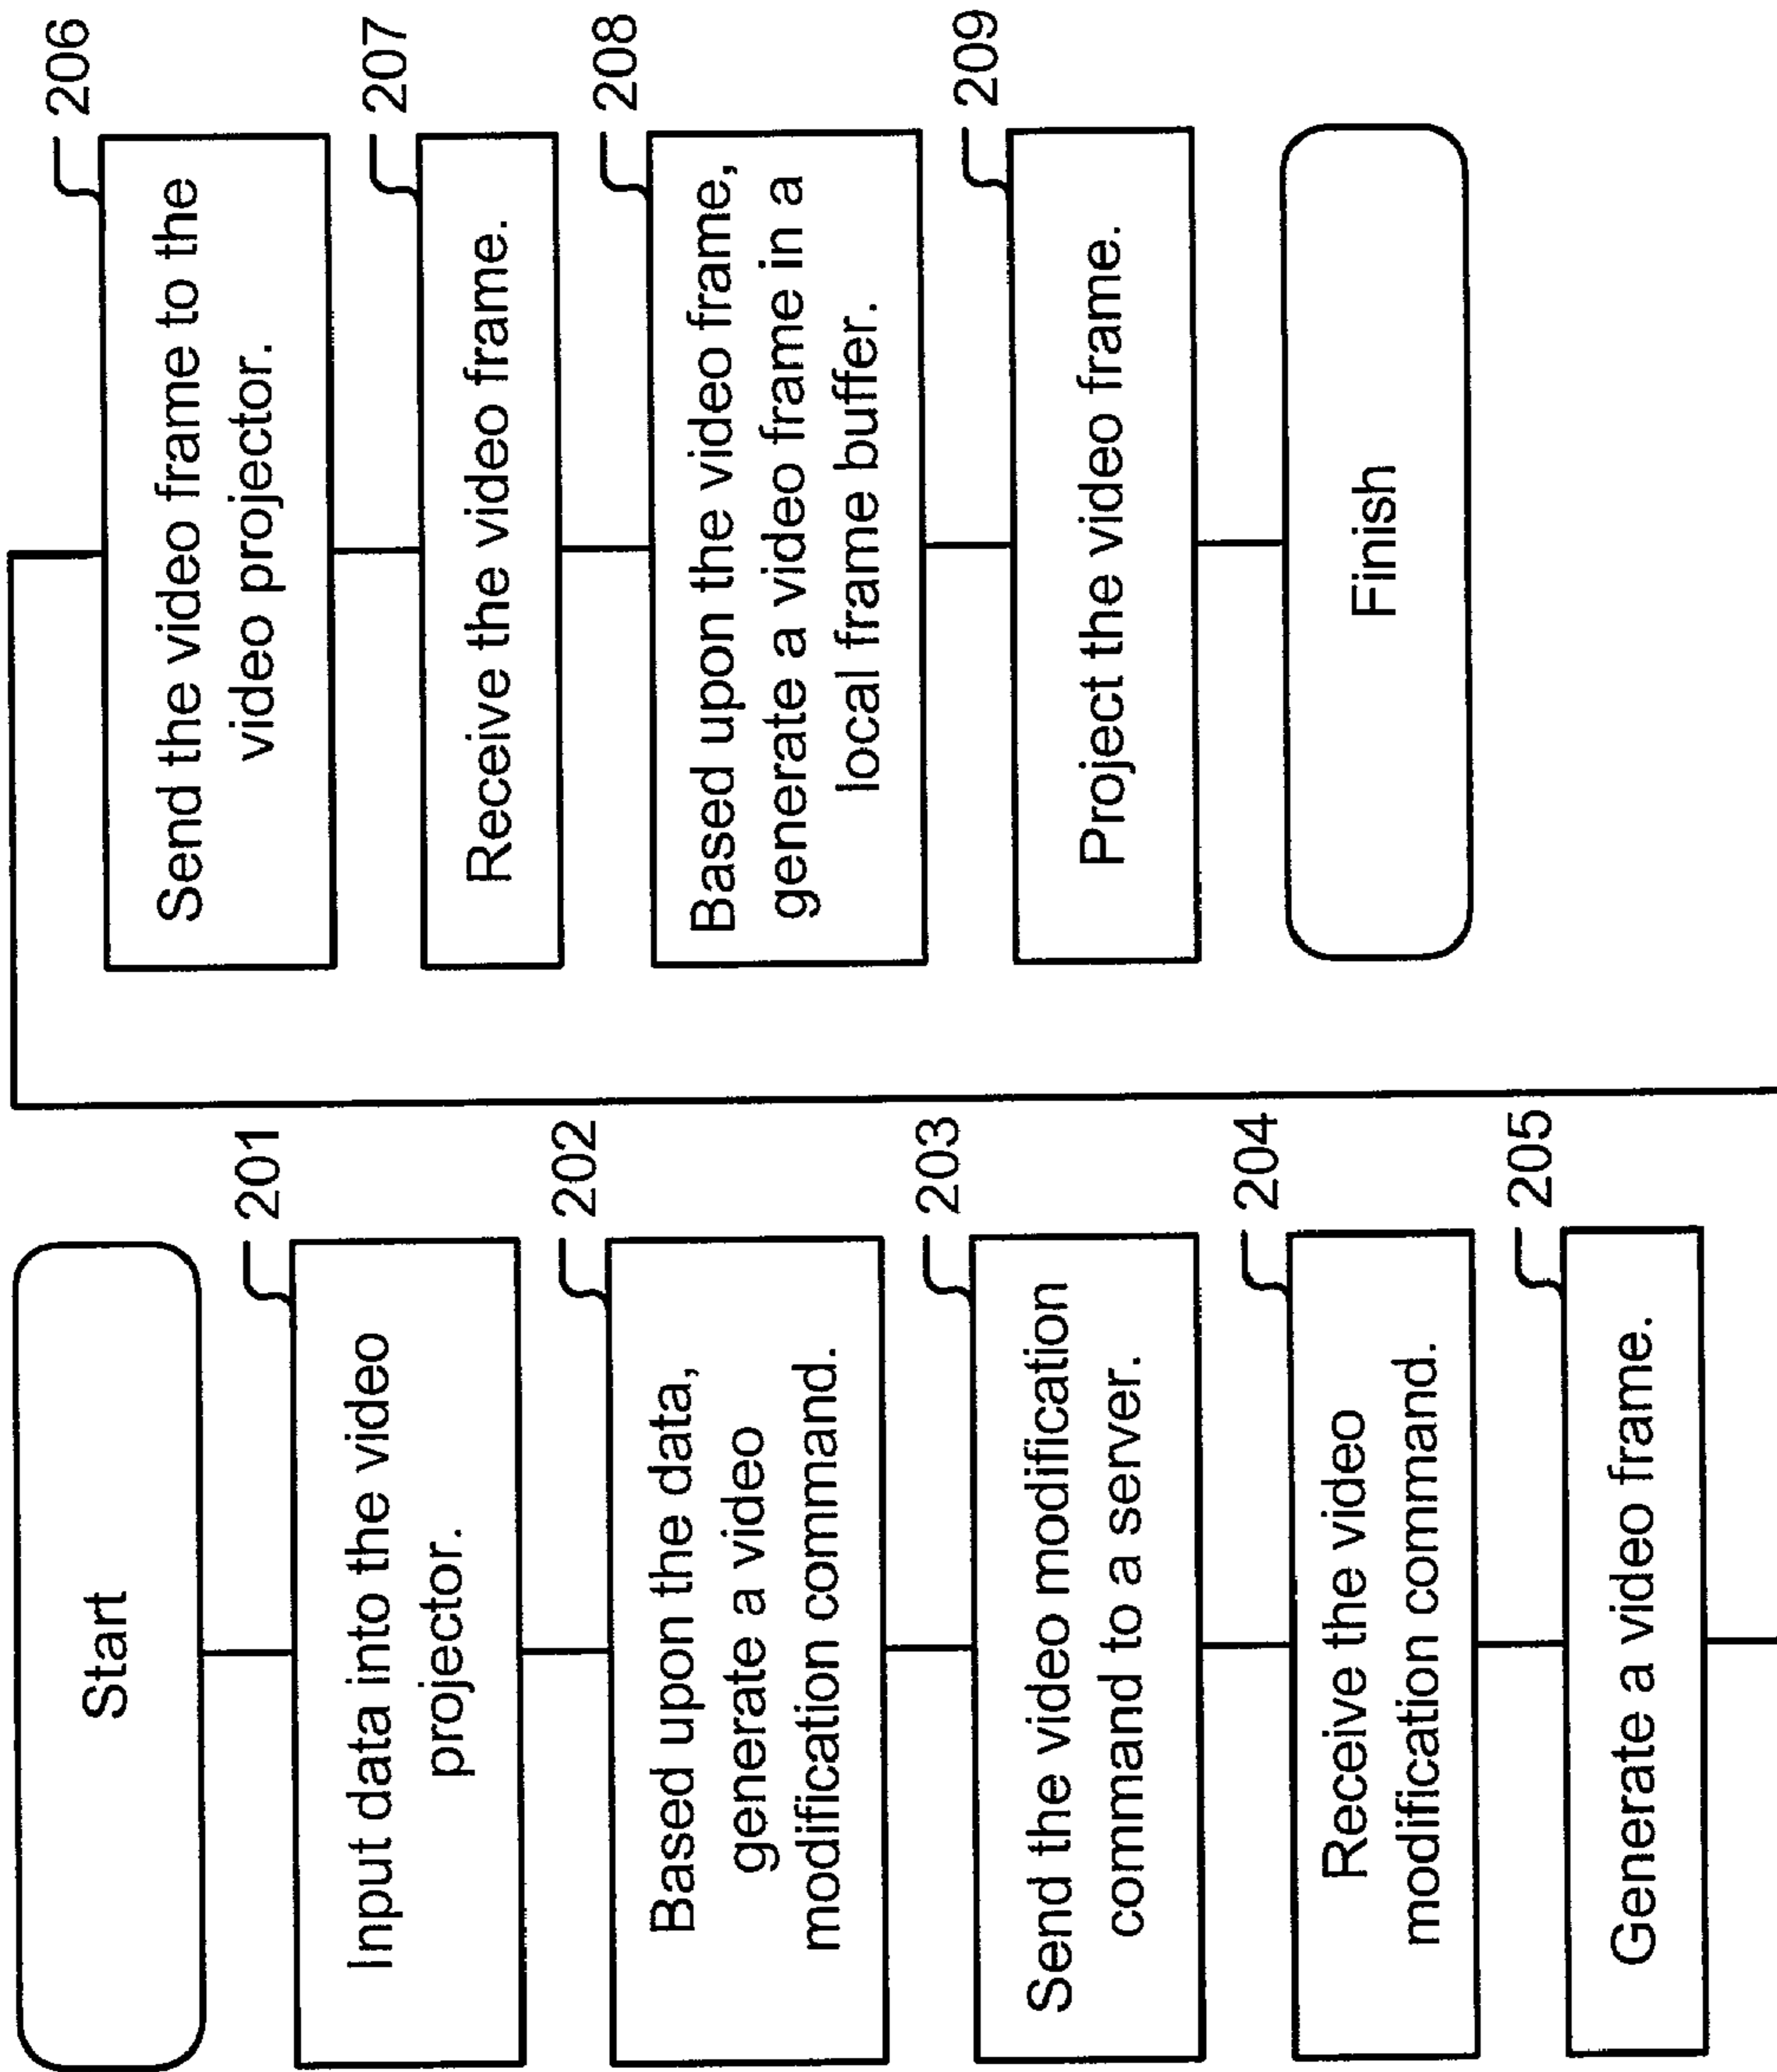 Start
201
Input data into the video
projector.
202
Based upon the data,
generate a video
modification command.
203
Send the video modification
command to a server.
204
Receive the video
modification command.
205
Generate a video frame.
206
Send the video frame to the
video projector.
207
Receive the video frame.
208
Based upon the video frame,
generate a video frame in a
local frame buffer.
209
Project the video frame.
Finish